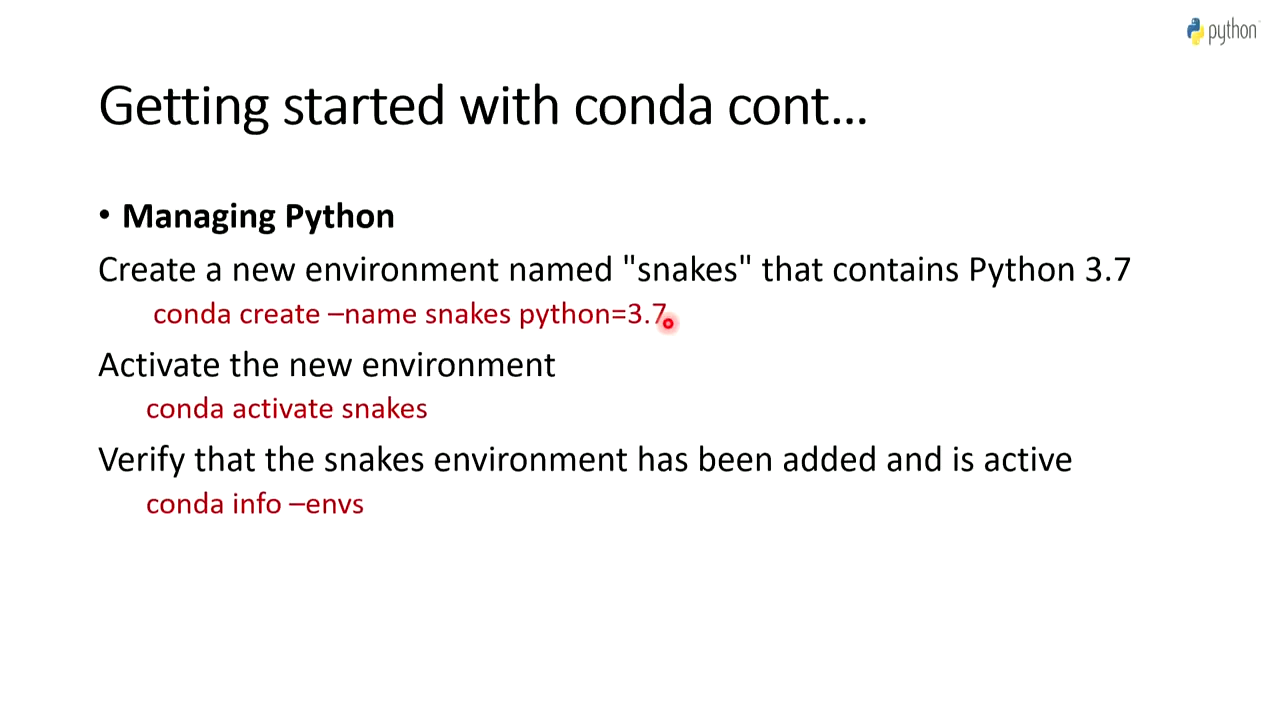 python
Getting started with conda cont...
• Managing Python
Create a new environment named "snakes" that contains Python 3.7
conda create –name snakes python=3.7
Activate the new environment
conda activate snakes
Verify that the snakes environment has been added and is active
conda info –envs